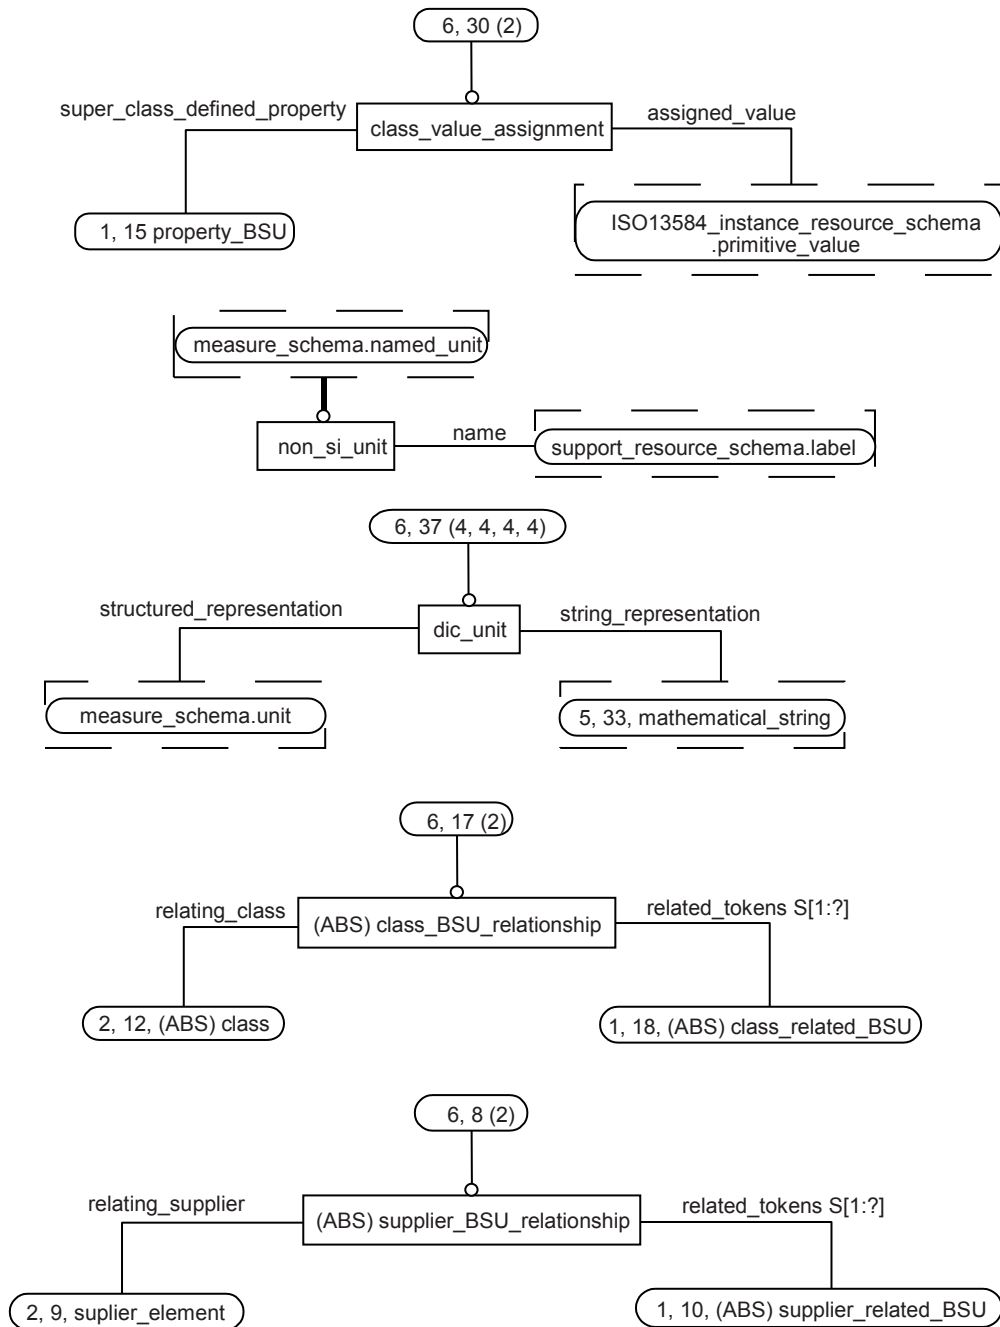 6, 30 (2)
super_class_defined_property
class_value_assignment
assigned_value
1, 15 property_BSU
ISO13584_instance_resource_schema
.primitive_value
measure_schema.named_unit
non_si_unit
name
support_resource_schema.label
6, 37 (4, 4, 4, 4)
structured_representation
dic_unit
string_representation
measure_schema.unit
5, 33, mathematical_string
6, 17 (2)
relating_class
(ABS) class_BSU_relationship
related_tokens S[1:?]
2, 12, (ABS) class
1, 18, (ABS) class_related_BSU
6, 8 (2)
relating_supplier
(ABS) supplier_BSU_relationship
related_tokens S[1:?]
2, 9, suplier_element
1, 10, (ABS) supplier_related_BSU